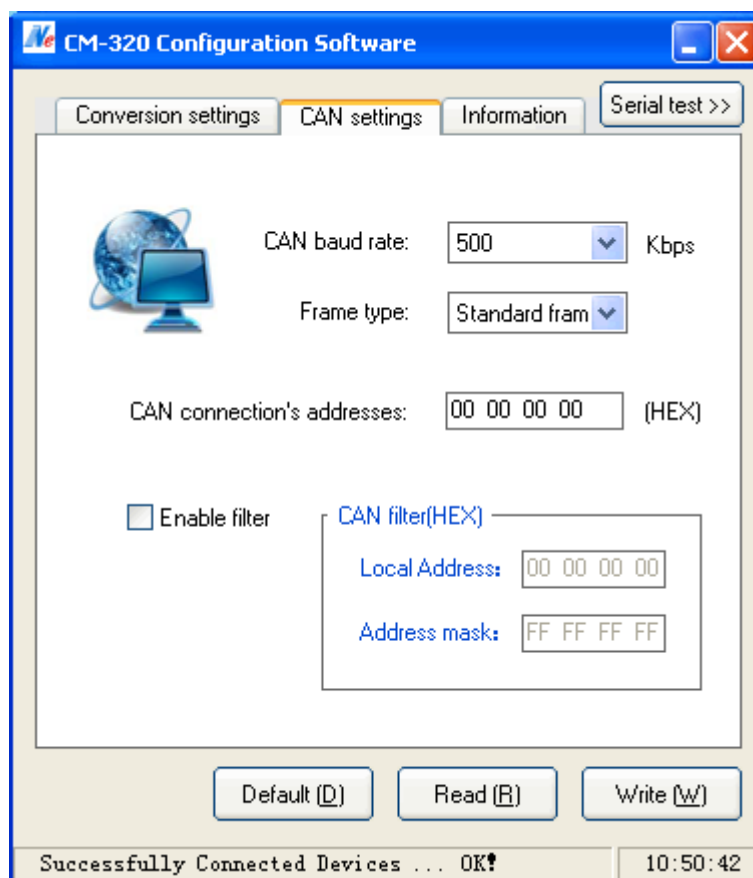 Ne CM-320 Configuration Software
Conversion settings CAN settings Information Serial test >>
CAN baud rate: 500 Kbps
Frame type: Standard fram
CAN connection's addresses: 00 00 00 00 (HEX)
Enable filter CAN filter(HEX)
Local Address: 00 00 00 00
Address mask: FF FF FF FF
Default (D) Read (R) Write (W)
Successfully Connected Devices ... OK! 10:50:42